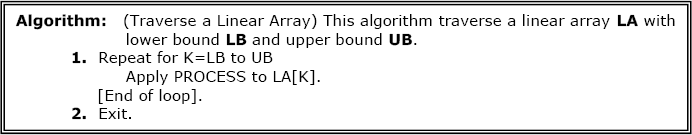 Algorithm: (Traverse a Linear Array) This algorithm traverse a linear array LA with
lower bound LB and upper bound UB.
1. Repeat for K=LB to UB
Apply PROCESS to LA[K].
[End of loop].
2. Exit.